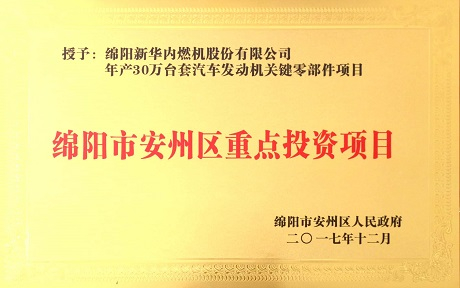 授予：绵阳新华内燃机股份有限公司
年产30万台套汽车发动机关键零部件项目
绵阳市安州区重点投资项目
绵阳市安州区人民政府
二〇一七年十二月